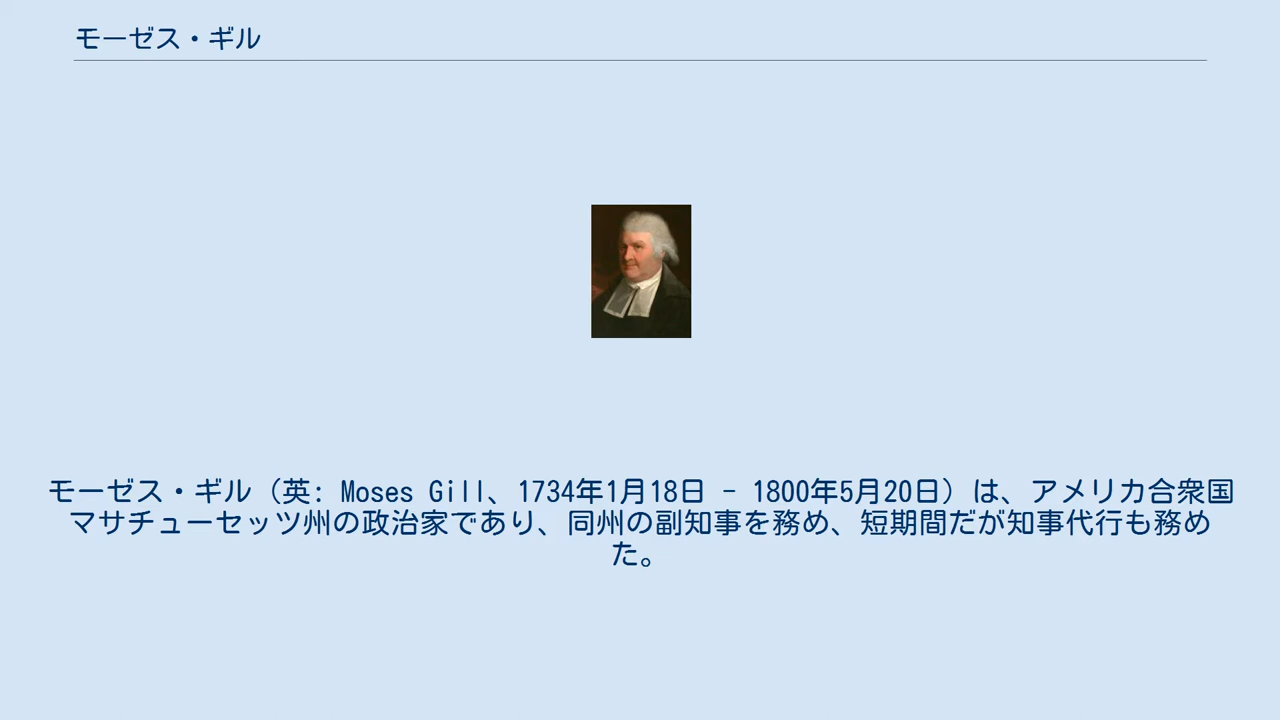 モーゼス・ギル
モーゼス・ギル（英: Moses Gill、1734年1月18日 - 1800年5月20日）は、アメリカ合衆国
マサチューセッツ州の政治家であり、同州の副知事を務め、短期間だが知事代行も務め
た。